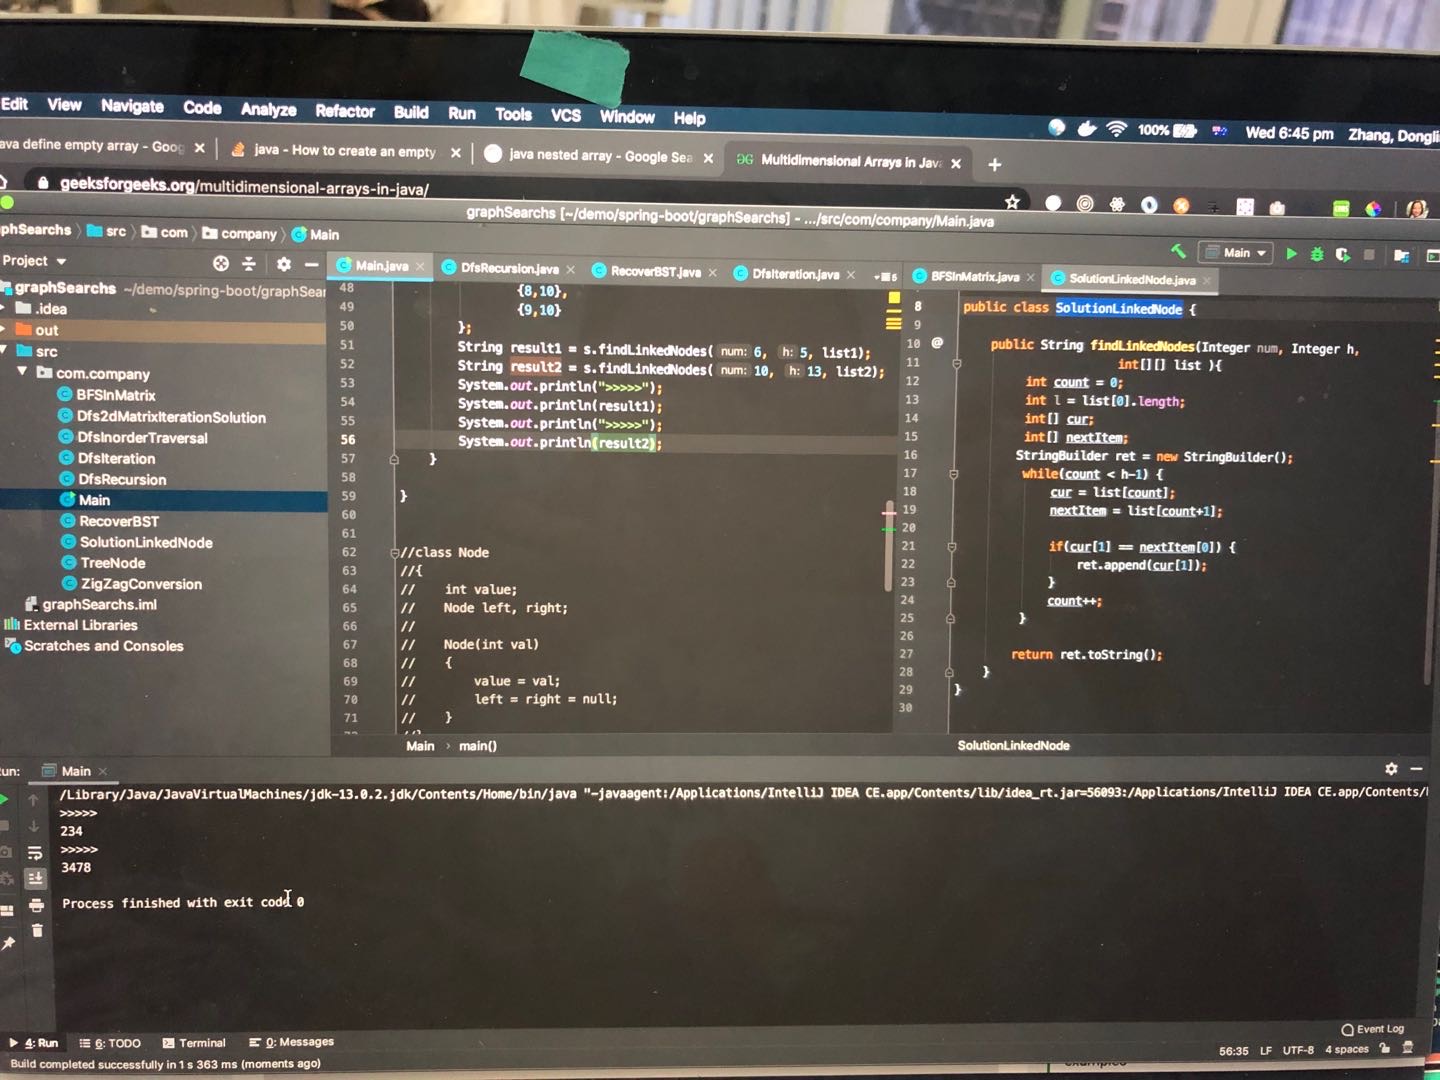 Edit View Navigate Code Analyze Refactor Build Run Tools VCS Window Help
100% Wed 6:45 pm Zhang,
java - How to create an empty
java nested array - Google Sea
Multidimensional Arrays in Java
geeksforgeeks.org/multidimensional-arrays-in-java/
graphSearchs [~/demo/spring-boot/graphSearchs] - .../src/com/company/Main.java
phSearchs src com company Main
Main
Project
Main.java DfsRecursion.java RecoverBST.java DfsIteration.java
BFSInMatrix.java SolutionLinkedNode.java
graphSearchs ~/demo/spring-boot/graphSear
.idea
out
src
com.company
BFSInMatrix
Dfs2dMatrixIterationSolution
DfsInorderTraversal
DfsIteration
DfsRecursion
Main
RecoverBST
SolutionLinkedNode
TreeNode
ZigZagConversion
graphSearchs.iml
External Libraries
Scratches and Consoles
48 {8,10},
49 {9,10}
50 };
51 String result1 = s.findLinkedNodes( num: 6, h: 5, list1);
52 String result2 = s.findLinkedNodes( num: 10, h: 13, list2);
53 System.out.println(">>>>>");
54 System.out.println(result1);
55 System.out.println(">>>>>");
56 System.out.println(result2);
57 }
58
59 }
60
61
62 //class Node
63 //{
64 // int value;
65 // Node left, right;
66 //
67 // Node(int val)
68 // {
69 // value = val;
70 // left = right = null;
71 // }
Main main()
8 public class SolutionLinkedNode {
9
10 @ public String findLinkedNodes(Integer num, Integer h,
11 int[][] list ){
12 int count = 0;
13 int l = list[0].length;
14 int[] cur;
15 int[] nextItem;
16 StringBuilder ret = new StringBuilder();
17 while(count < h-1) {
18 cur = list[count];
19 nextItem = list[count+1];
20
21 if(cur[1] == nextItem[0]) {
22 ret.append(cur[1]);
23 }
24 count++;
25 }
26
27 return ret.toString();
28 }
29 }
30
SolutionLinkedNode
un: Main
/Library/Java/JavaVirtualMachines/jdk-13.0.2.jdk/Contents/Home/bin/java "-javaagent:/Applications/IntelliJ IDEA CE.app/Contents/lib/idea_rt.jar=56093:/Applications/IntelliJ IDEA CE.app/Contents/
>>>>>
234
>>>>>
3478
Process finished with exit code 0
4: Run 6: TODO Terminal 0: Messages
Event Log
Build completed successfully in 1 s 363 ms (moments ago)
56:35 LF UTF-8 4 spaces